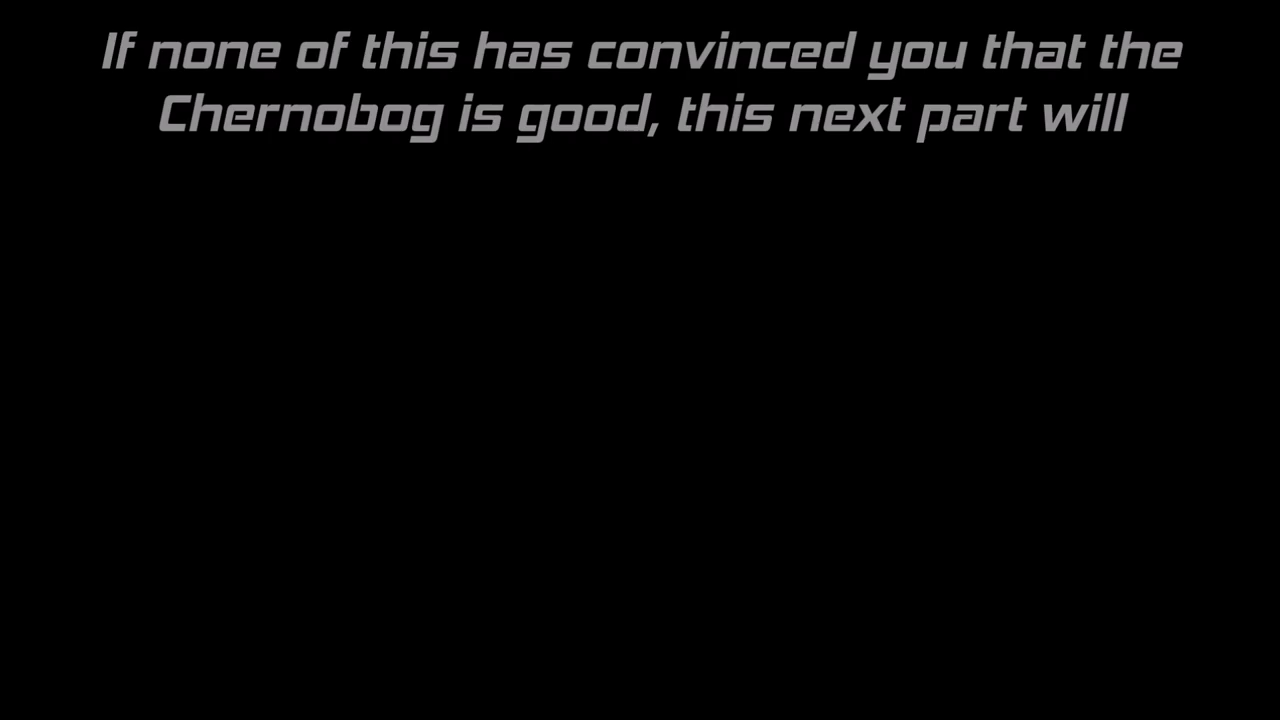 If none of this has convinced you that the
Chernobog is good, this next part will